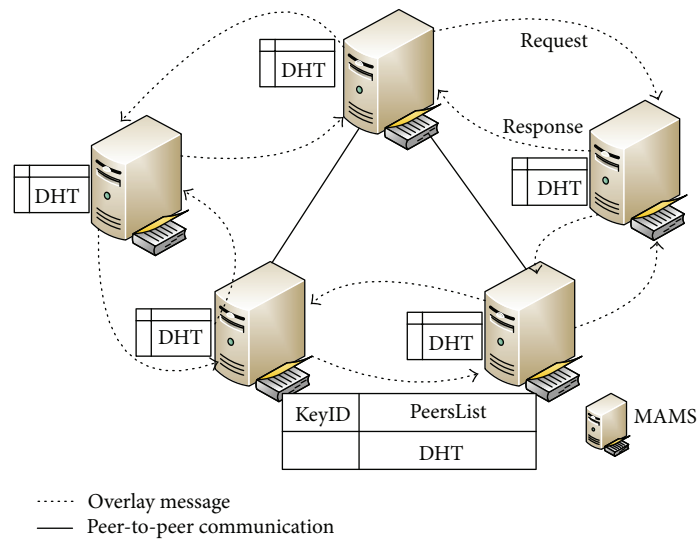 Request
DHT
Response
DHT
DHT
DHT
DHT
KeyID PeersList
DHT
MAMS
Overlay message
Peer-to-peer communication